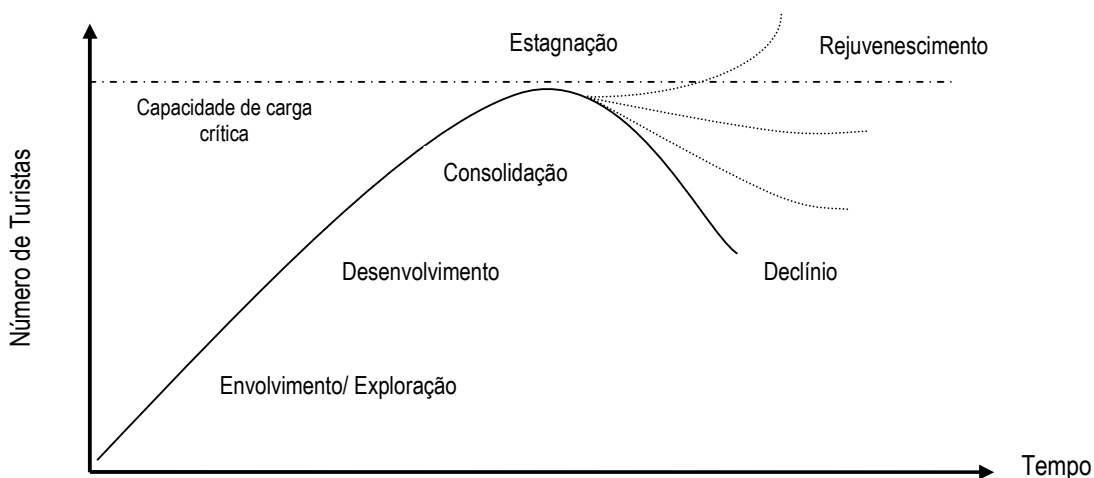 Estagnação
Rejuvenescimento
Capacidade de carga
crítica
Consolidação
Número de Turistas
Desenvolvimento
Declínio
Envolvimento/ Exploração
Tempo